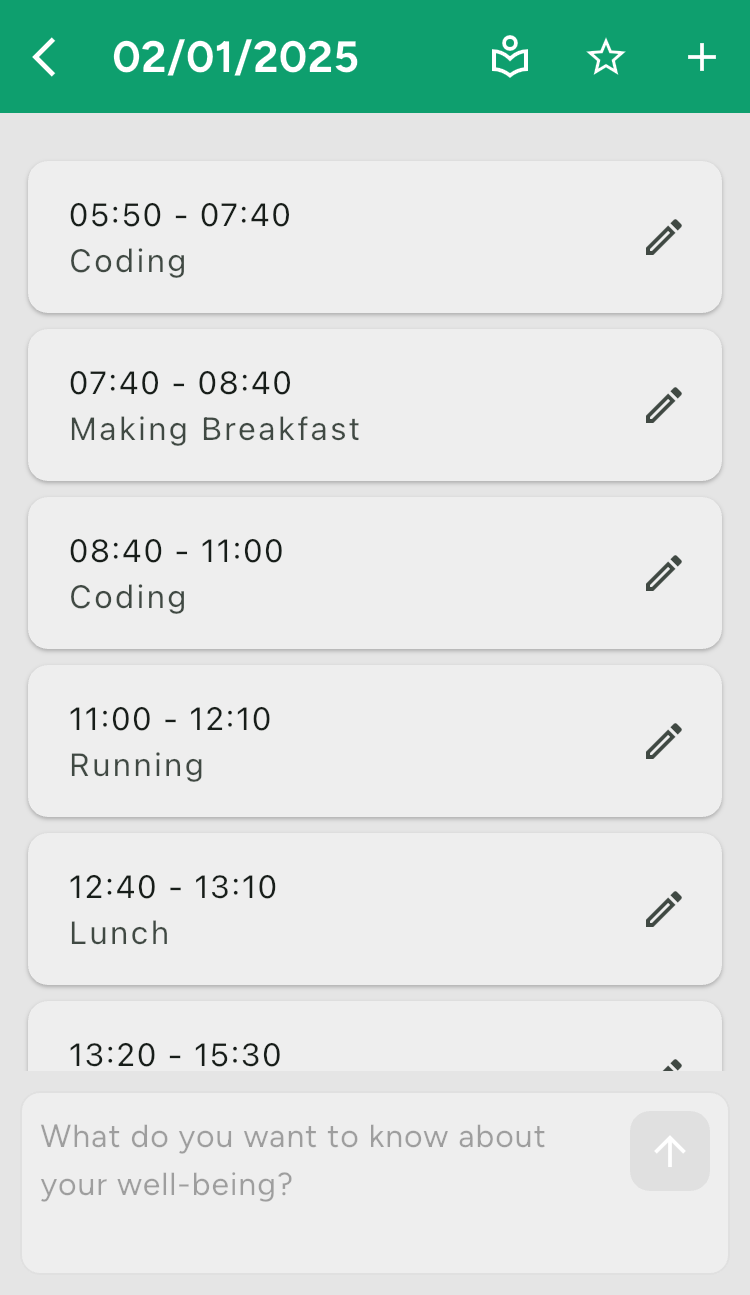 02/01/2025
05:50 - 07:40
Coding
07:40 - 08:40
Making Breakfast
08:40 - 11:00
Coding
11:00 - 12:10
Running
12:40 - 13:10
Lunch
13:20 - 15:30
What do you want to know about
your well-being?